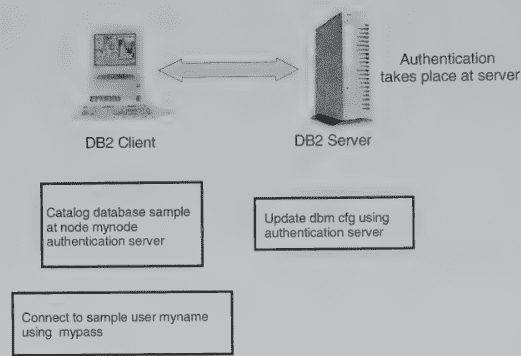 Authentication
takes place at server
DB2 Client
DB2 Server
Catalog database sample
at node mynode
authentication server
Update dbm cfg using
authentication server
Connect to sample user myname
using mypass